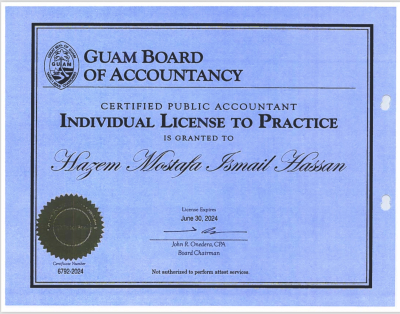 GUAM BOARD
OF ACCOUNTANCY
CERTIFIED PUBLIC ACCOUNTANT
INDIVIDUAL LICENSE TO PRACTICE
IS GRANTED TO
Hazem Mostafa Ismail Hassan
License Expires
June 30, 2024
John R. Onedera, CPA
Board Chairman
Certificate Number
6792-2024
Not authorized to perform attest services.
GUAM